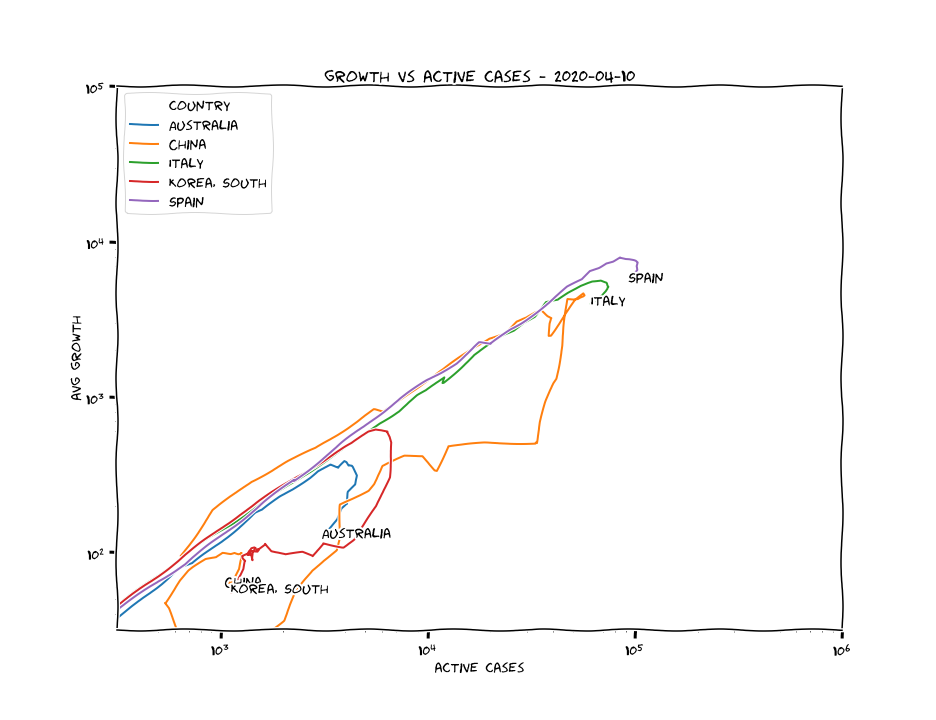 GROWTH VS ACTIVE CASES - 2020-04-10
10⁵
COUNTRY
AUSTRALIA
CHINA
ITALY
KOREA, SOUTH
SPAIN
10⁴
SPAIN
ITALY
AVG GROWTH
10³
AUSTRALIA
10²
CHINA
KOREA, SOUTH
10³ 10⁴ 10⁵ 10⁶
ACTIVE CASES